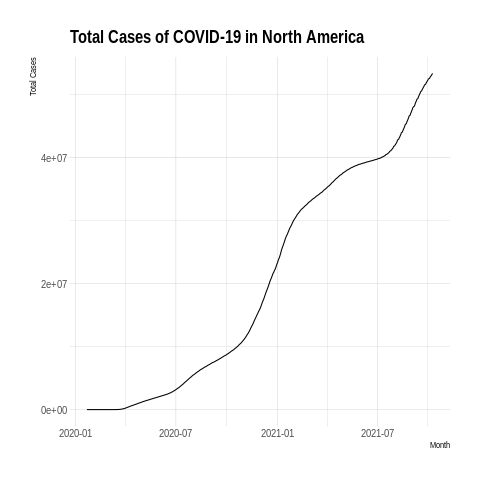 Total Cases of COVID-19 in North America
Total Cases
4e+07
2e+07
0e+00
2020-01
2020-07
2021-01
2021-07
Month